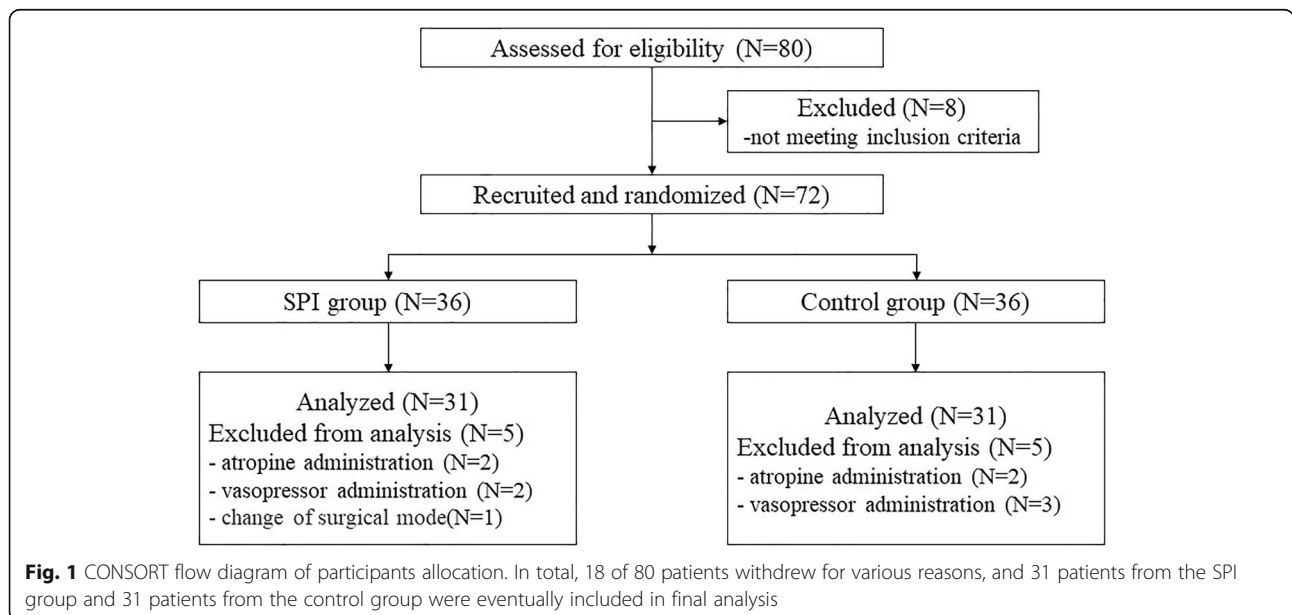 Assessed for eligibility (N=80)
Excluded (N=8)
-not meeting inclusion criteria
Recruited and randomized (N=72)
SPI group (N=36)
Control group (N=36)
Analyzed (N=31)
Excluded from analysis (N=5)
- atropine administration (N=2)
- vasopressor administration (N=2)
- change of surgical mode(N=1)
Analyzed (N=31)
Excluded from analysis (N=5)
- atropine administration (N=2)
- vasopressor administration (N=3)
Fig. 1 CONSORT flow diagram of participants allocation. In total, 18 of 80 patients withdrew for various reasons, and 31 patients from the SPI
group and 31 patients from the control group were eventually included in final analysis